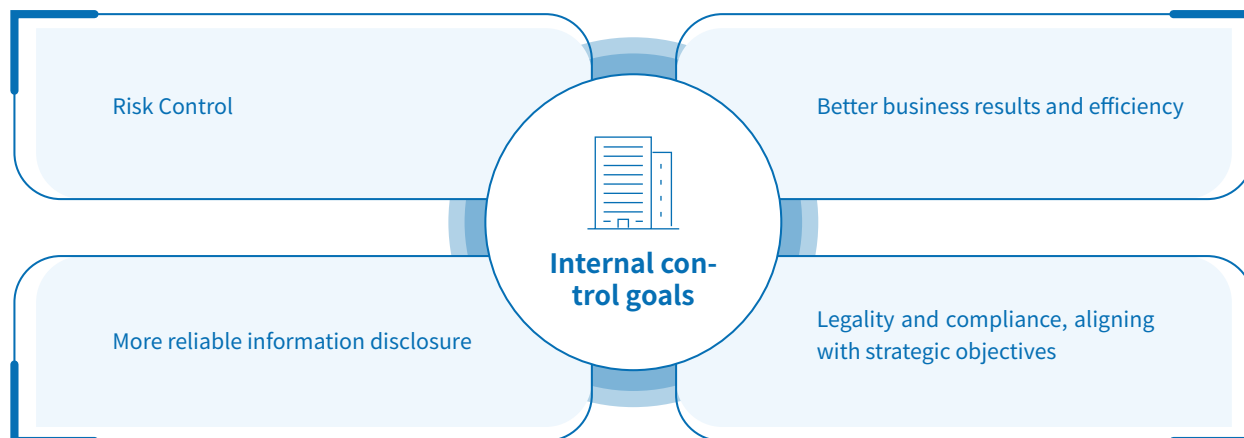 Risk Control
Better business results and efficiency
Internal con-
trol goals
More reliable information disclosure
Legality and compliance, aligning
with strategic objectives